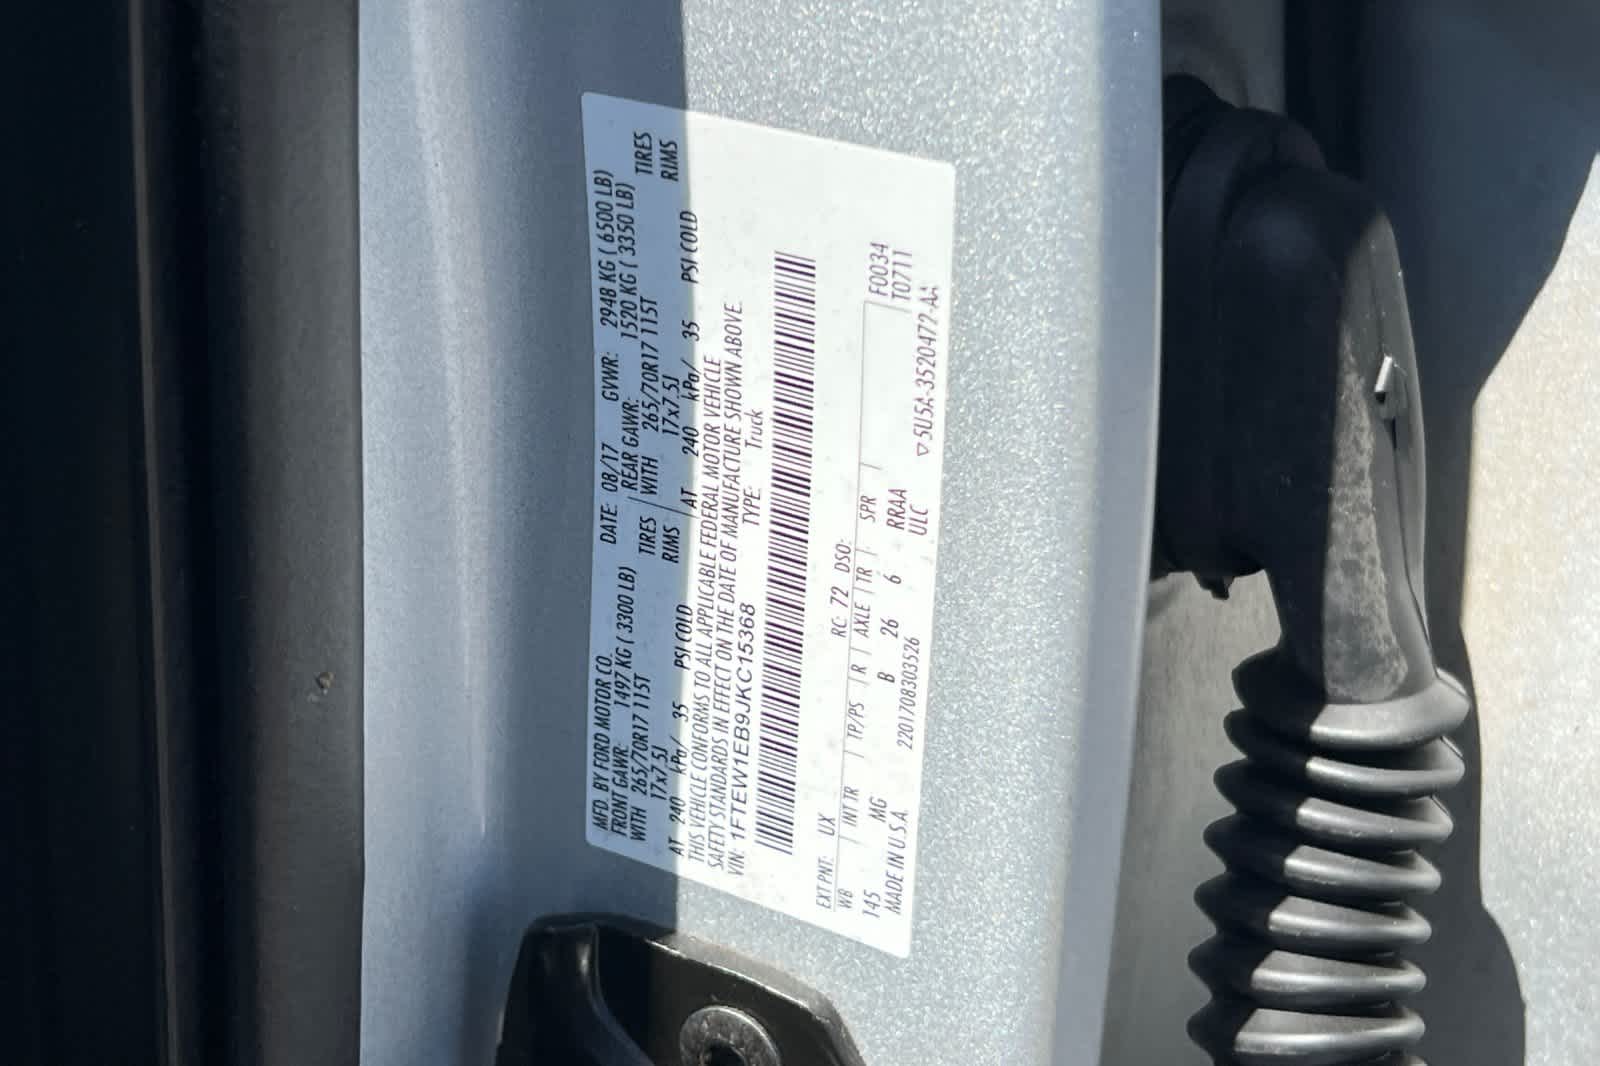 MFD. BY FORD MOTOR CO. DATE: 08/17 GVWR: 2948 KG ( 6500 LB)
FRONT GAWR: 1497 KG ( 3300 LB) REAR GAWR: 1520 KG ( 3350 LB)
WITH 265/70R17 115T TIRES WITH 265/70R17 115T TIRES
17x7.5J RIMS 17x7.5J RIMS
AT 240 kPa/ 35 PSI COLD AT 240 kPa/ 35 PSI COLD
THIS VEHICLE CONFORMS TO ALL APPLICABLE FEDERAL MOTOR VEHICLE
SAFETY STANDARDS IN EFFECT ON THE DATE OF MANUFACTURE SHOWN ABOVE.
VIN: 1FTEW1EB9JKC15368 TYPE: Truck
EXT PNT: UX RC: 72 DSO:
WB INT TR TP/PS R AXLE TR SPR F0034
T0711
145 MG B 26 6 RRAA
MADE IN U.S.A. 2201708303526 ULC ▽5U5A-3520472-AA